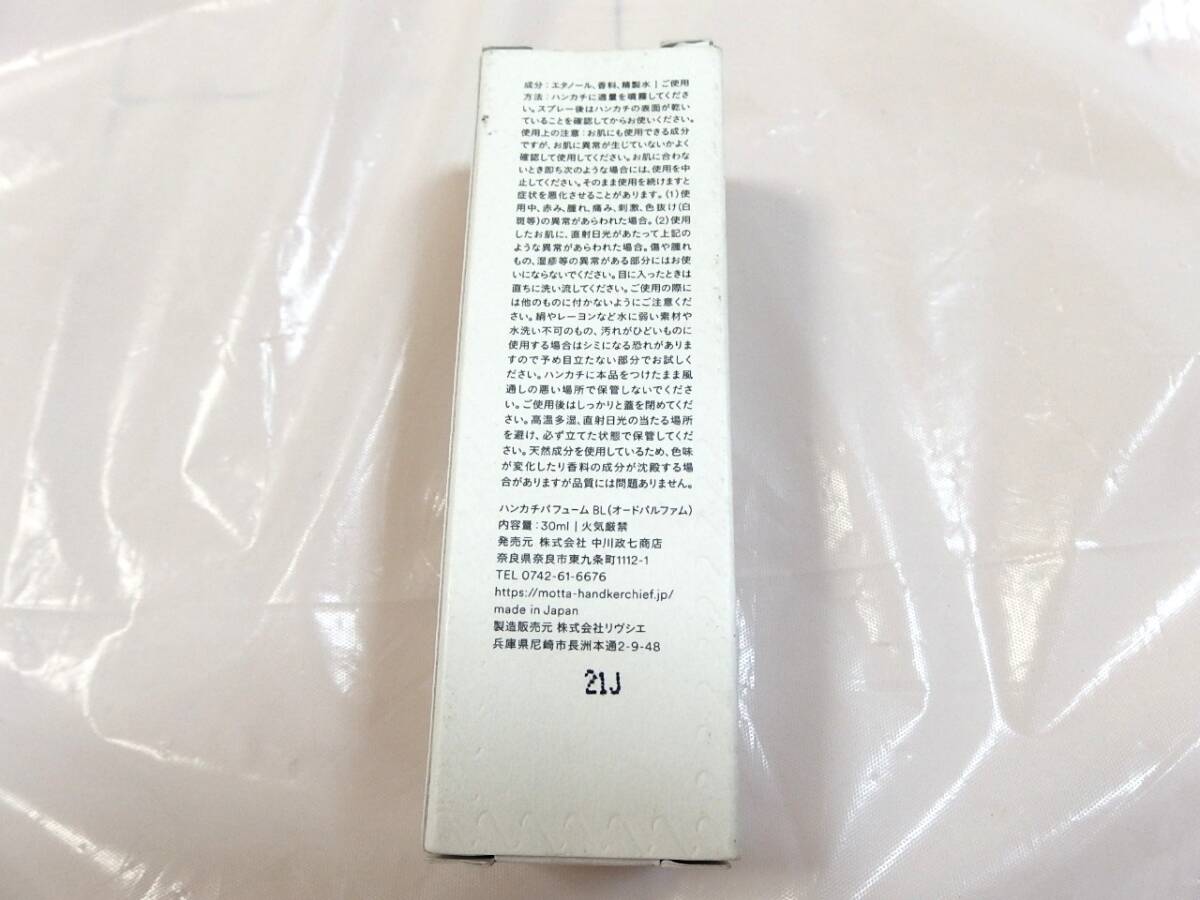 成分：エタノール、香料、精製水 | ご使用
方法：ハンカチに適量を噴霧してくださ
い。スプレー後はハンカチの表面が乾い
ていることを確認してからお使いください。
使用上の注意：お肌にも使用できる成分
ですが、お肌に異常が生じていないかよく
確認して使用してください。お肌に合わな
いとき即ち次のような場合には、使用を中
止してください。そのまま使用を続けますと
症状を悪化させることがあります。(1)使
用中、赤み、腫れ、痛み、刺激、色抜け(白
斑等)の異常があらわれた場合。(2)使用
したお肌に、直射日光があたって上記の
ような異常があらわれた場合。傷や腫れ
もの、湿疹等の異常がある部分にはお使
いにならないでください。目に入ったときは
直ちに洗い流してください。ご使用の際に
は他のものに付かないようにご注意くだ
さい。絹やレーヨンなど水に弱い素材や
水洗い不可のもの、汚れがひどいものに
使用する場合はシミになる恐れがありま
すので予め目立たない部分でお試しく
ださい。ハンカチに本品をつけたまま風
通しの悪い場所で保管しないでくださ
い。ご使用後はしっかりと蓋を閉めてくだ
さい。高温多湿、直射日光の当たる場所
を避け、必ず立てた状態で保管してくだ
さい。天然成分を使用しているため、色味
が変化したり香料の成分が沈殿する場
合がありますが品質には問題ありません。
ハンカチパフューム BL(オードパルファム)
内容量：30ml | 火気厳禁
発売元 株式会社 中川政七商店
奈良県奈良市東九条町1112-1
TEL 0742-61-6676
https://motta-handkerchief.jp/
made in Japan
製造販売元 株式会社リヴシエ
兵庫県尼崎市長洲本通2-9-48
21J